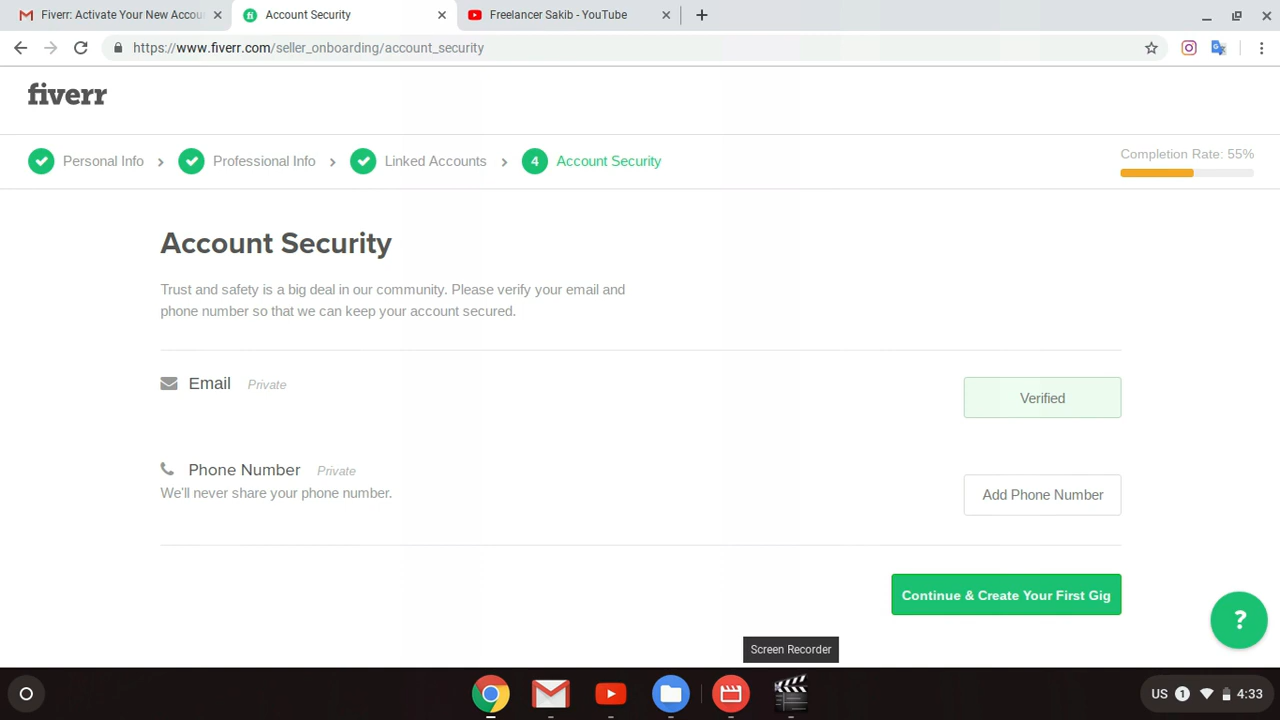 Fiverr: Activate Your New Accou
Account Security
Freelancer Sakib - YouTube
https://www.fiverr.com/seller_onboarding/account_security
fiverr
Personal Info
Professional Info
Linked Accounts
4 Account Security
Completion Rate: 55%
Account Security
Trust and safety is a big deal in our community. Please verify your email and
phone number so that we can keep your account secured.
Email Private
Verified
Phone Number Private
We'll never share your phone number.
Add Phone Number
Continue & Create Your First Gig
?
Screen Recorder
US 1 4:33